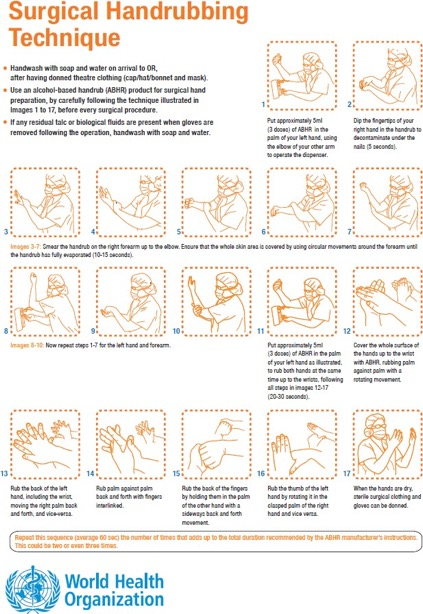 Surgical Handrubbing
Technique
• Handwash with soap and water on arrival to OR,
after having donned theatre clothing (cap/hat/bonnet and mask).
• Use an alcohol-based handrub (ABHR) product for surgical hand
preparation, by carefully following the technique illustrated in
Images 1 to 17, before every surgical procedure.
• If any residual talc or biological fluids are present when gloves are
removed following the operation, handwash with soap and water.
1
Put approximately 5ml
(3 doses) of ABHR in the
palm of your left hand, using
the elbow of your other arm
to operate the dispenser.
2
Dip the fingertips of your
right hand in the handrub to
decontaminate under the
nails (5 seconds).
3
4
5
6
7
Images 3-7: Smear the handrub on the right forearm up to the elbow. Ensure that the whole skin area is covered by using circular movements around the forearm until
the handrub has fully evaporated (10-15 seconds).
8
9
10
Images 8-10: Now repeat steps 1-7 for the left hand and forearm.
11
Put approximately 5ml
(3 doses) of ABHR in the palm
of your left hand as illustrated,
to rub both hands at the same
time up to the wrists, following
all steps in images 12-17
(20-30 seconds).
12
Cover the whole surface of
the hands up to the wrist
with ABHR, rubbing palm
against palm with a
rotating movement.
13
Rub the back of the left
hand, including the wrist,
moving the right palm back
and forth, and vice-versa.
14
Rub palm against palm
back and forth with fingers
interlinked.
15
Rub the back of the fingers
by holding them in the palm
of the other hand with a
sideways back and forth
movement.
16
Rub the thumb of the left
hand by rotating it in the
clasped palm of the right
hand and vice versa.
17
When the hands are dry,
sterile surgical clothing and
gloves can be donned.
Repeat this sequence (average 60 sec) the number of times that adds up to the total duration recommended by the ABHR manufacturer's instructions.
This could be two or even three times.
World Health
Organization